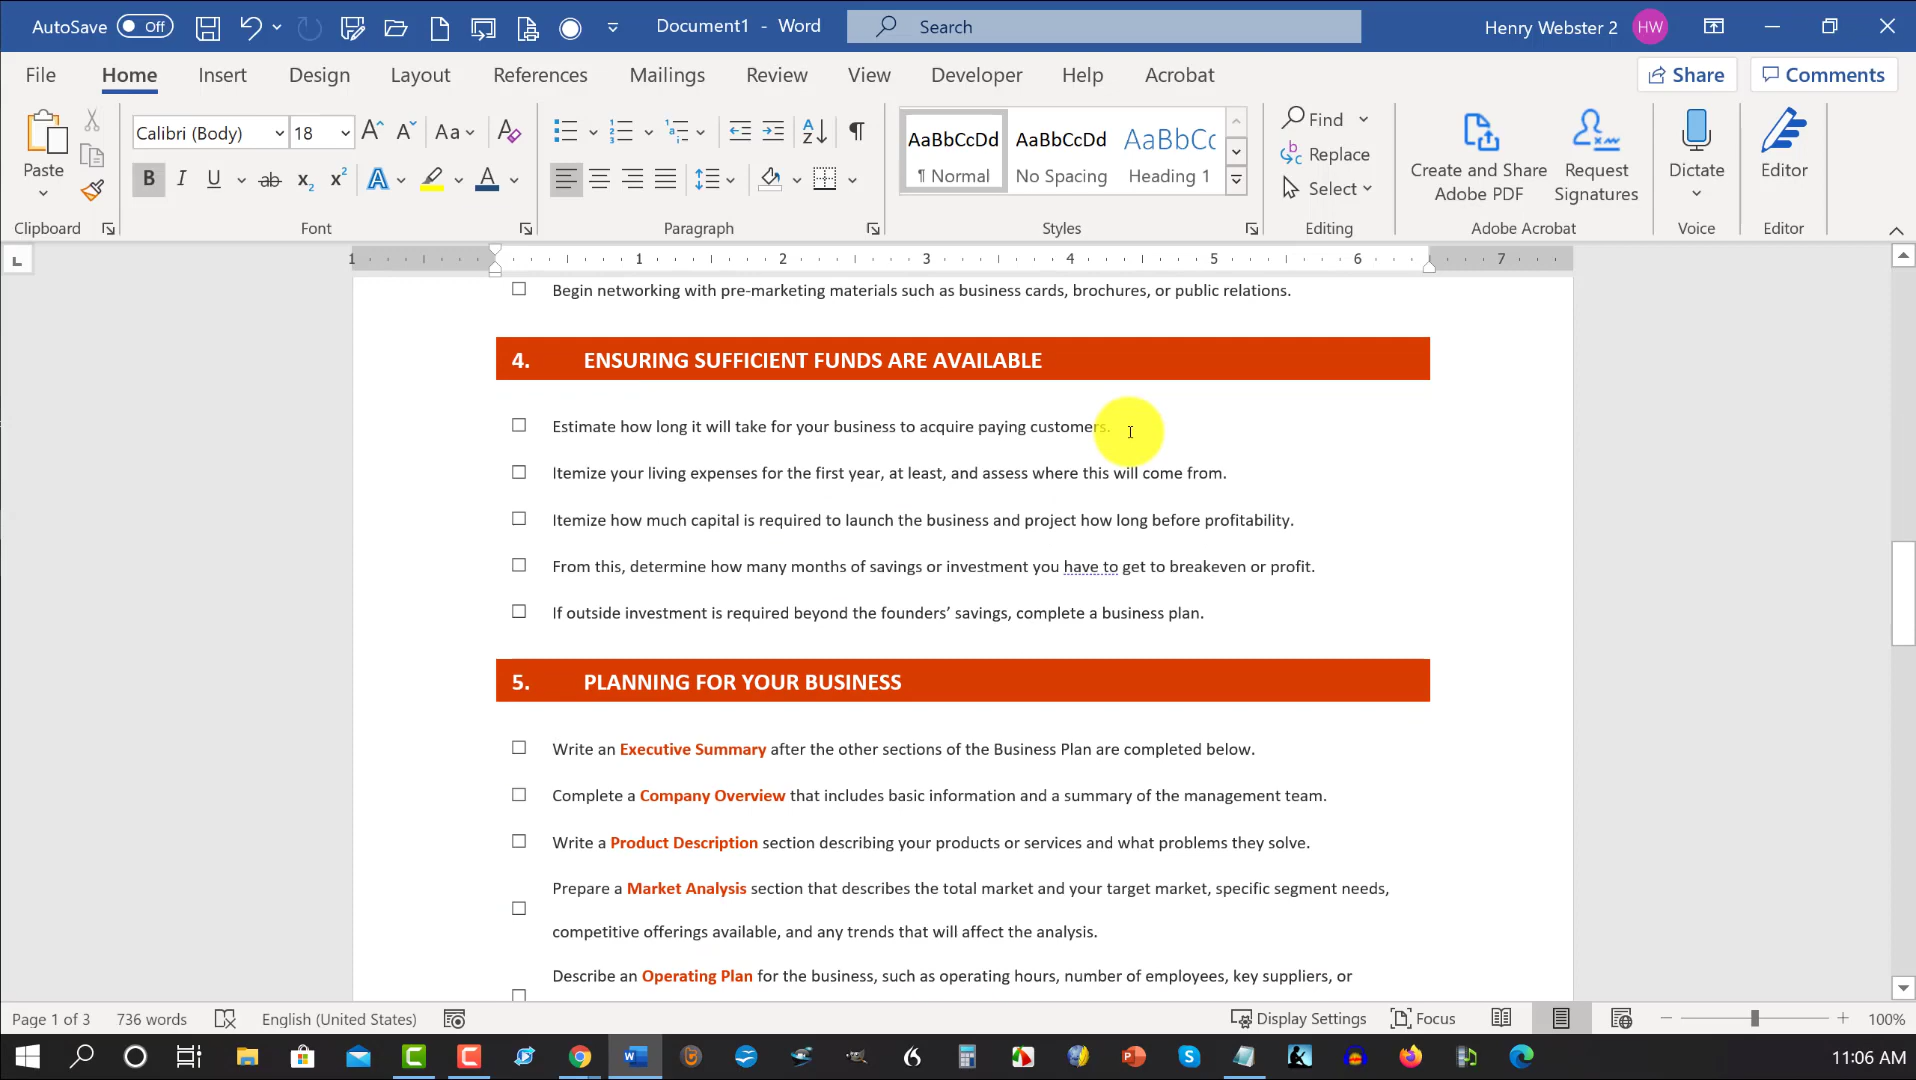 AutoSave Off Document1 - Word Search Henry Webster 2 HW
File Home Insert Design Layout References Mailings Review View Developer Help Acrobat Share Comments
Paste
Calibri (Body) 18 Aa
AaBbCcDd AaBbCcDd AaBbCc
¶ Normal No Spacing Heading 1
Find
Replace
Select
Create and Share
Adobe PDF
Request
Signatures
Dictate
Editor
Clipboard Font Paragraph Styles Editing Adobe Acrobat Voice Editor
1 1 2 3 4 5 6 7
Begin networking with pre-marketing materials such as business cards, brochures, or public relations.
4. ENSURING SUFFICIENT FUNDS ARE AVAILABLE
Estimate how long it will take for your business to acquire paying customers.
Itemize your living expenses for the first year, at least, and assess where this will come from.
Itemize how much capital is required to launch the business and project how long before profitability.
From this, determine how many months of savings or investment you have to get to breakeven or profit.
If outside investment is required beyond the founders’ savings, complete a business plan.
5. PLANNING FOR YOUR BUSINESS
Write an Executive Summary after the other sections of the Business Plan are completed below.
Complete a Company Overview that includes basic information and a summary of the management team.
Write a Product Description section describing your products or services and what problems they solve.
Prepare a Market Analysis section that describes the total market and your target market, specific segment needs,
competitive offerings available, and any trends that will affect the analysis.
Describe an Operating Plan for the business, such as operating hours, number of employees, key suppliers, or
Page 1 of 3 736 words English (United States) Display Settings Focus 100%
11:06 AM